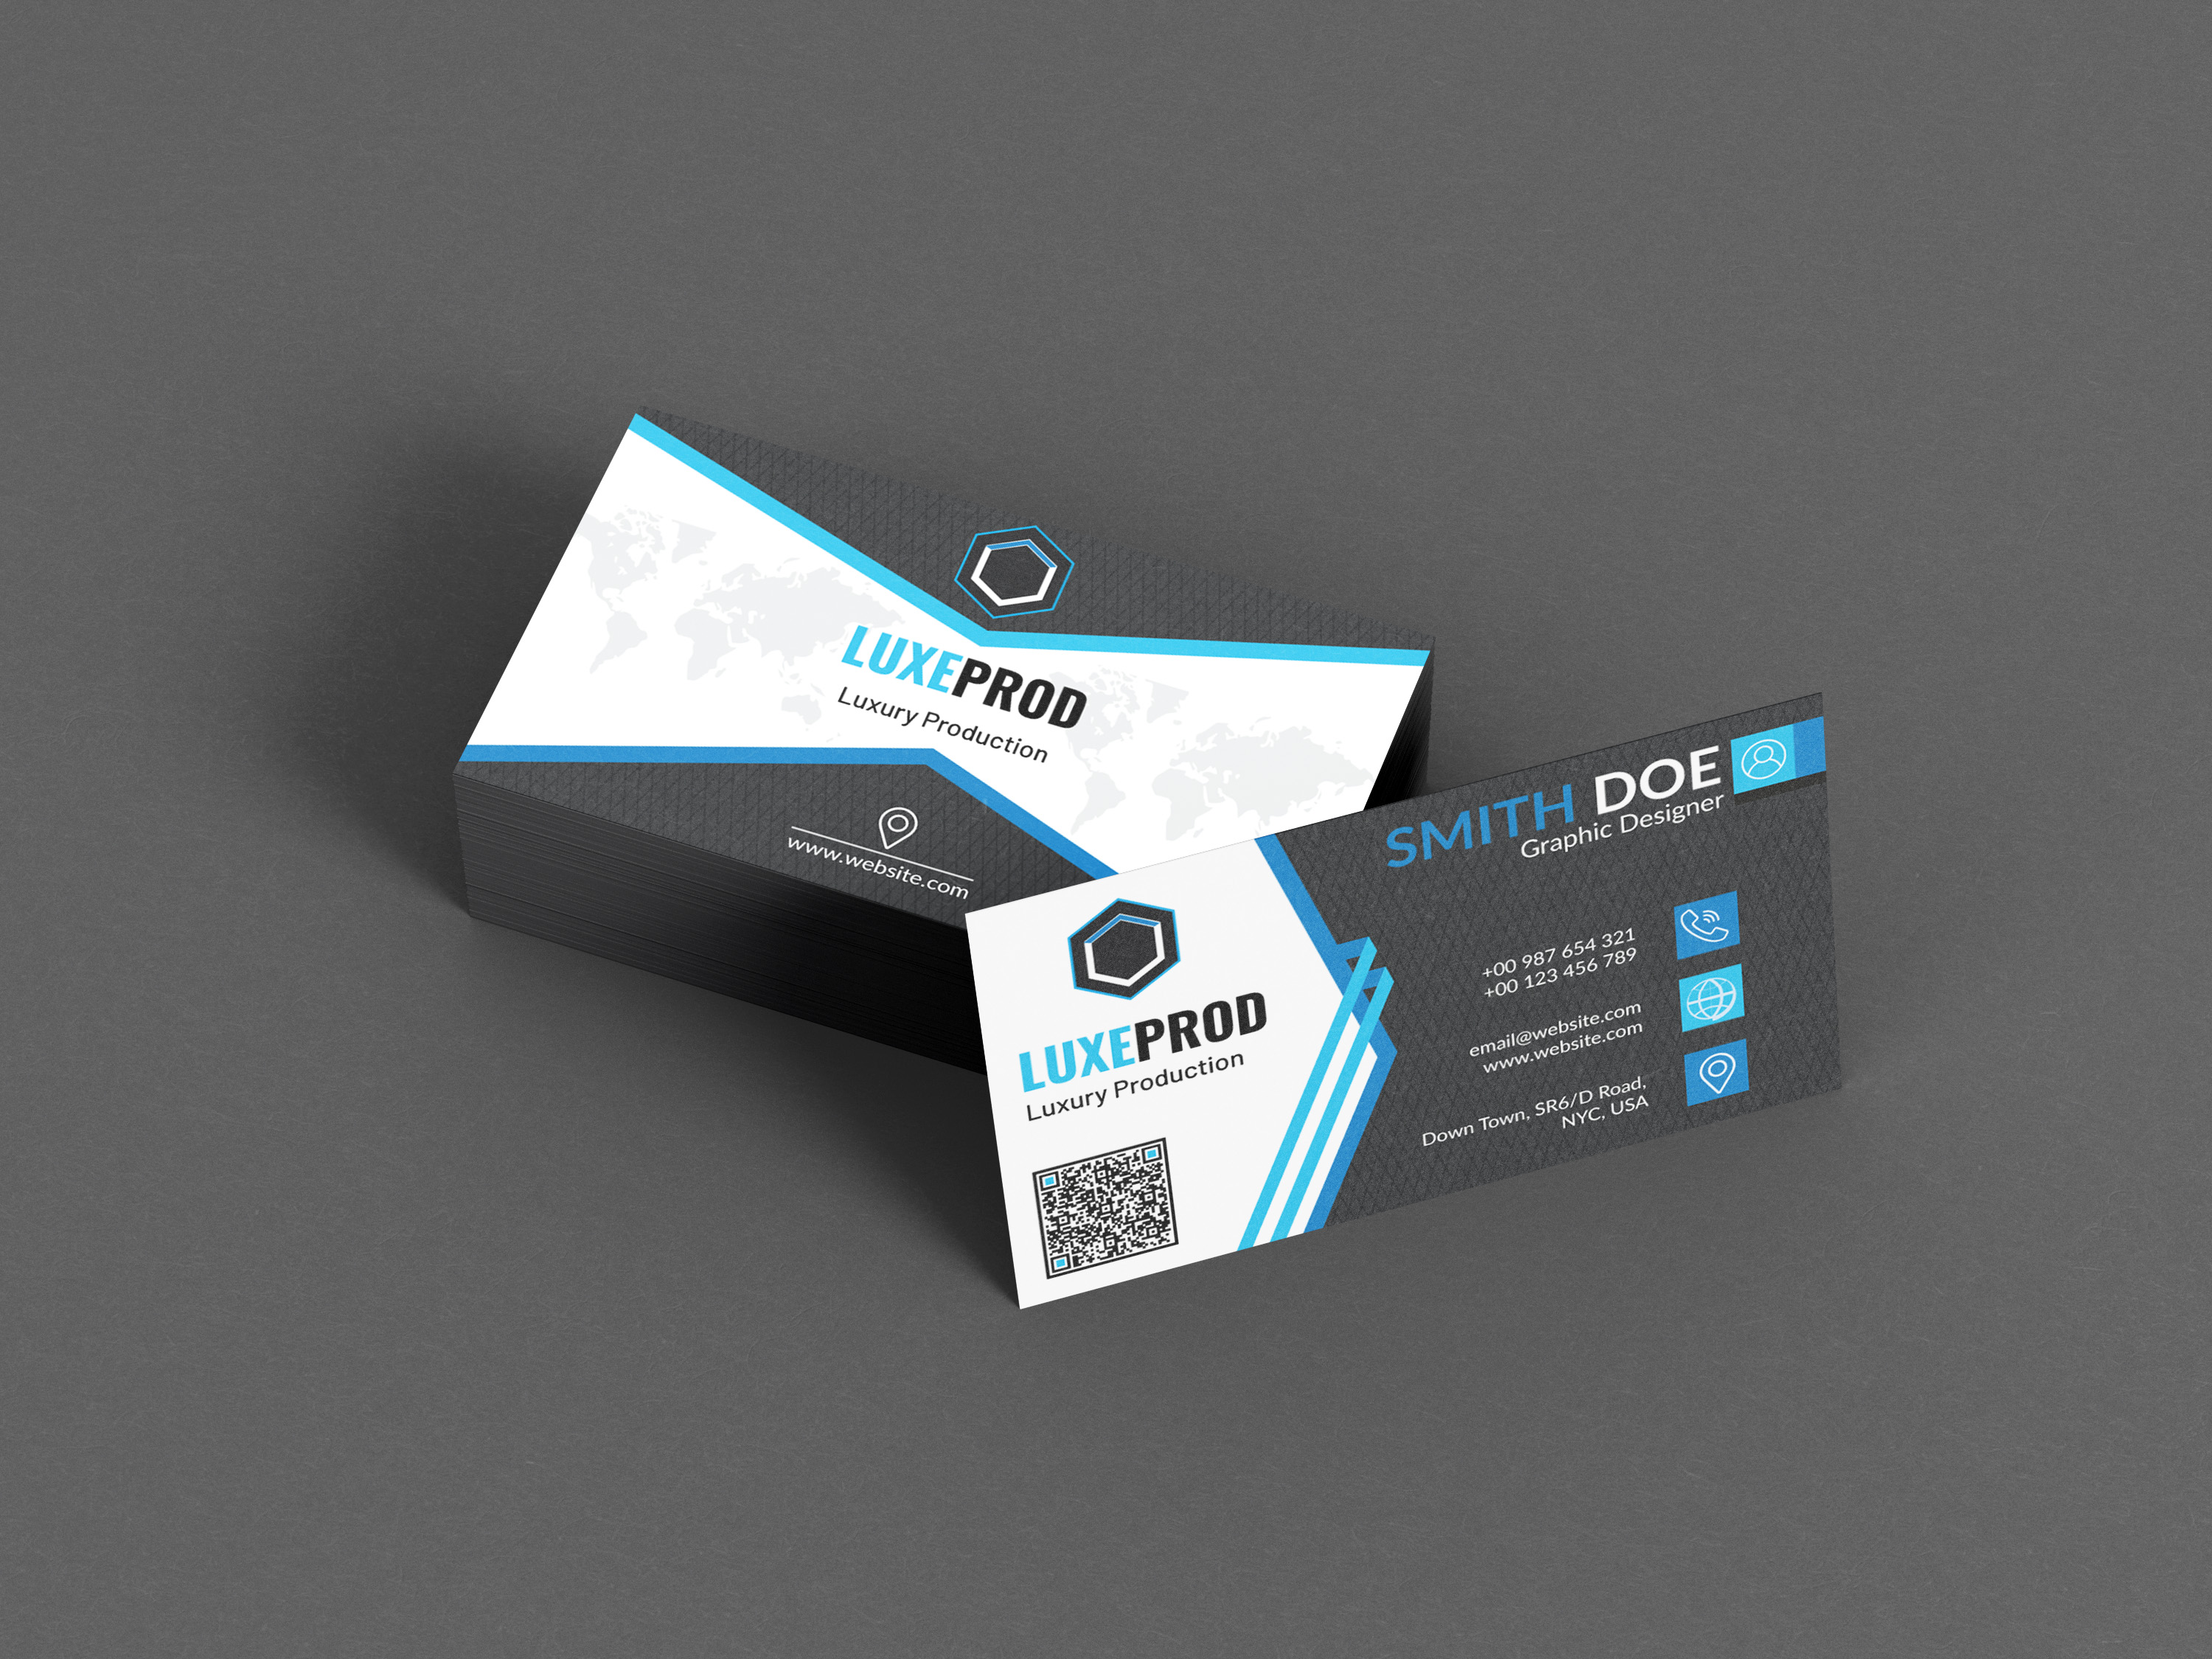 LUXEPROD
Luxury Production
www.website.com
LUXEPROD
Luxury Production
SMITH DOE
Graphic Designer
+00 987 654 321
+00 123 456 789
email@website.com
www.website.com
Down Town, SR6/D Road,
NYC, USA